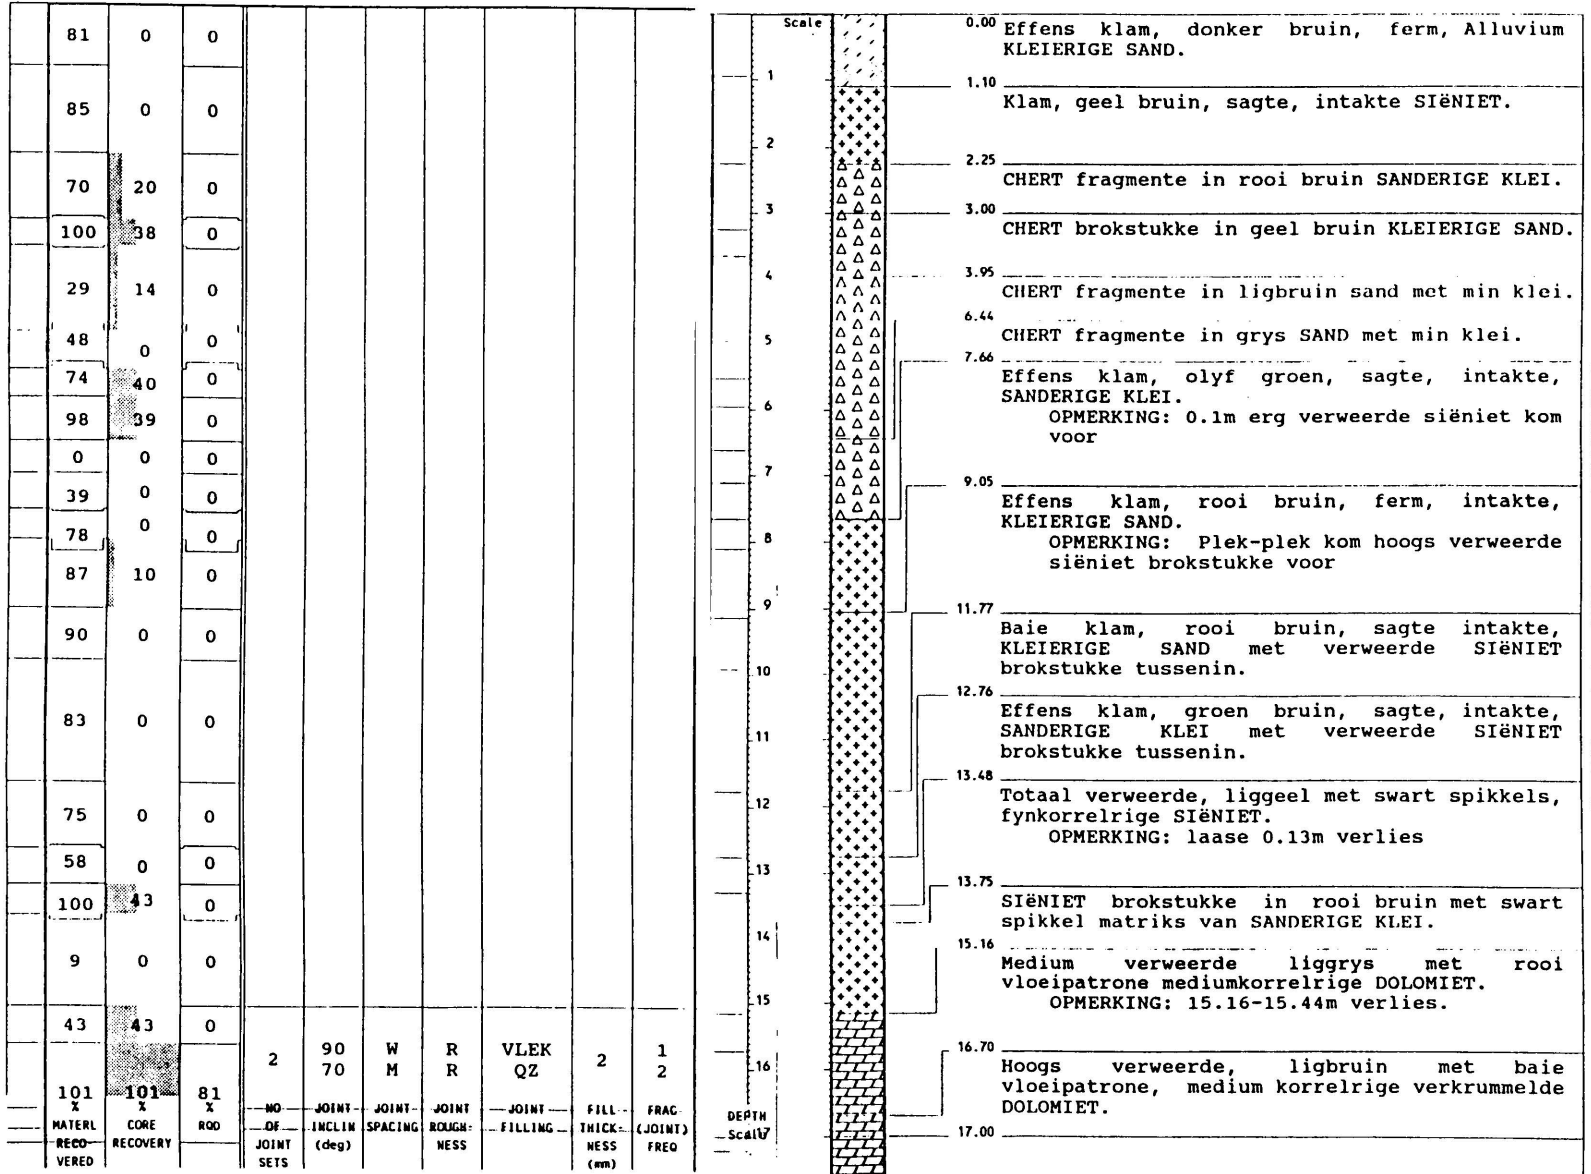 81 0 0
85 0 0
70 20 0
100 38 0
29 14 0
48 0 0
74 40 0
98 39 0
0 0 0
39 0 0
78 0 0
87 10 0
90 0 0
83 0 0
75 0 0
58 0 0
100 43 0
9 0 0
43 43 0
2 90 W R VLEK 2 1
70 M R QZ 2
101 101 81
% % %
MATERL RECOVERED
CORE RECOVERY
RQD
NO OF JOINT SETS
JOINT INCLIN (deg)
JOINT SPACING
JOINT ROUGH-NESS
JOINT FILLING
FILL THICK-NESS (mm)
FRAC (JOINT) FREQ
Scale
1
2
3
4
5
6
7
8
9
10
11
12
13
14
15
16
DEPTH
Scale
17
0.00 Effens klam, donker bruin, ferm, Alluvium
KLEIERIGE SAND.
1.10
Klam, geel bruin, sagte, intakte SIëNIET.
2.25
CHERT fragmente in rooi bruin SANDERIGE KLEI.
3.00
CHERT brokstukke in geel bruin KLEIERIGE SAND.
3.95
CHERT fragmente in ligbruin sand met min klei.
6.44
CHERT fragmente in grys SAND met min klei.
7.66
Effens klam, olyf groen, sagte, intakte,
SANDERIGE KLEI.
OPMERKING: 0.1m erg verweerde siëniet kom
voor
9.05
Effens klam, rooi bruin, ferm, intakte,
KLEIERIGE SAND.
OPMERKING: Plek-plek kom hoogs verweerde
siëniet brokstukke voor
11.77
Baie klam, rooi bruin, sagte intakte,
KLEIERIGE SAND met verweerde SIëNIET
brokstukke tussenin.
12.76
Effens klam, groen bruin, sagte, intakte,
SANDERIGE KLEI met verweerde SIëNIET
brokstukke tussenin.
13.48
Totaal verweerde, liggeel met swart spikkels,
fynkorrelrige SIëNIET.
OPMERKING: laase 0.13m verlies
13.75
SIëNIET brokstukke in rooi bruin met swart
spikkel matriks van SANDERIGE KLEI.
15.16
Medium verweerde liggrys met rooi
vloeipatrone mediumkorrelrige DOLOMIET.
OPMERKING: 15.16-15.44m verlies.
16.70
Hoogs verweerde, ligbruin met baie
vloeipatrone, medium korrelrige verkrummelde
DOLOMIET.
17.00